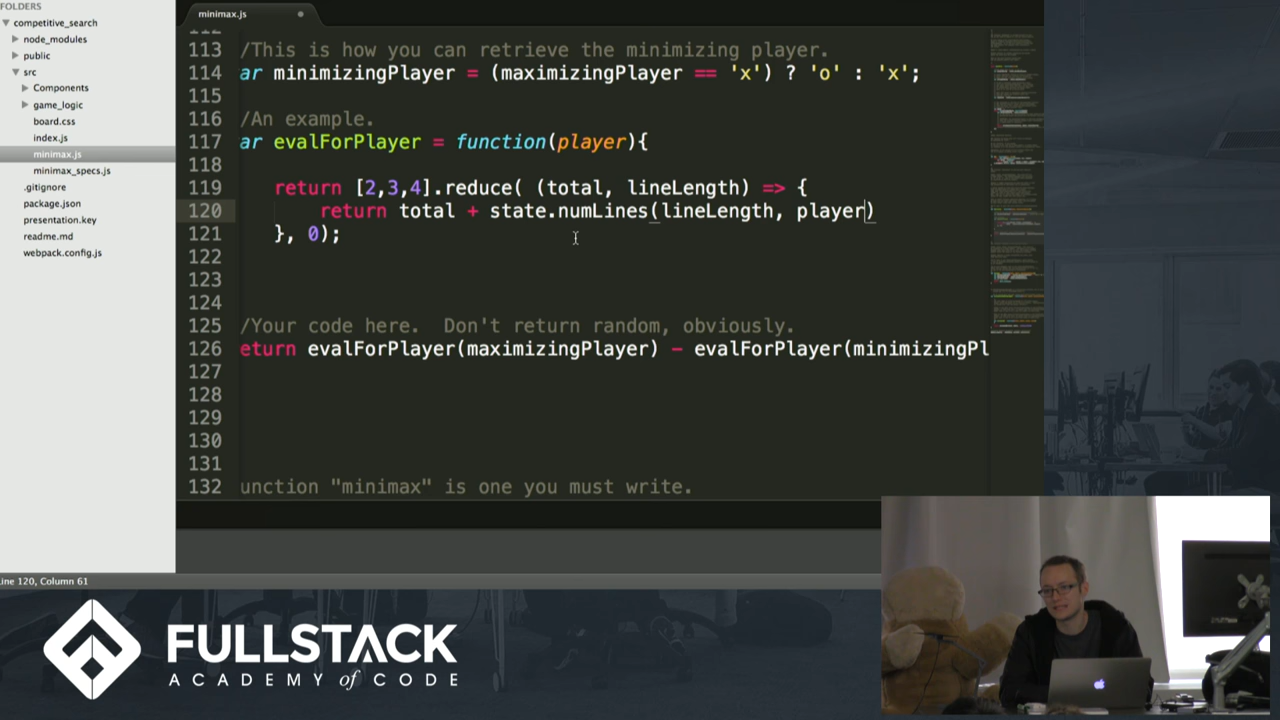 FOLDERS
competitive_search
node_modules
public
src
Components
game_logic
board.css
index.js
minimax.js
minimax_specs.js
.gitignore
package.json
presentation.key
readme.md
webpack.config.js
minimax.js
113 /This is how you can retrieve the minimizing player.
114 ar minimizingPlayer = (maximizingPlayer == 'x') ? 'o' : 'x';
115
116 /An example.
117 ar evalForPlayer = function(player){
118
119 return [2,3,4].reduce( (total, lineLength) => {
120 return total + state.numLines(lineLength, player)
121 }, 0);
122
123
124
125 /Your code here.  Don't return random, obviously.
126 eturn evalForPlayer(maximizingPlayer) - evalForPlayer(minimizingPl
127
128
129
130
131
132 unction "minimax" is one you must write.
ine 120, Column 61
FULLSTACK
ACADEMY of CODE